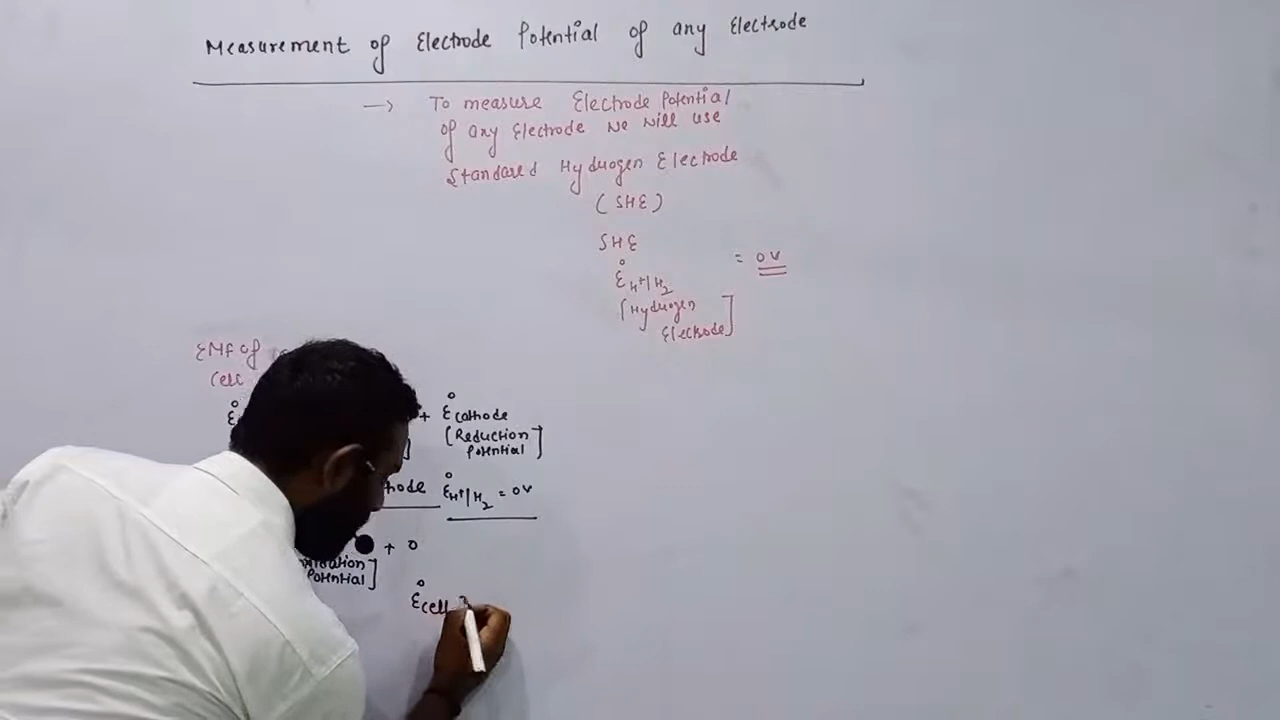 Measurement of Electrode Potential of any Electrode
→ To measure Electrode Potential
of any Electrode we will use
Standared Hydrogen Electrode
(SHE)
SHE
E°H⁺/H₂ = 0V
[Hydrogen
Electrode]
EMF of
Cell
E° + E°cathode
[Reduction
Potential]
E°H⁺/H₂ = 0V
+ 0
Potential]
E°cell